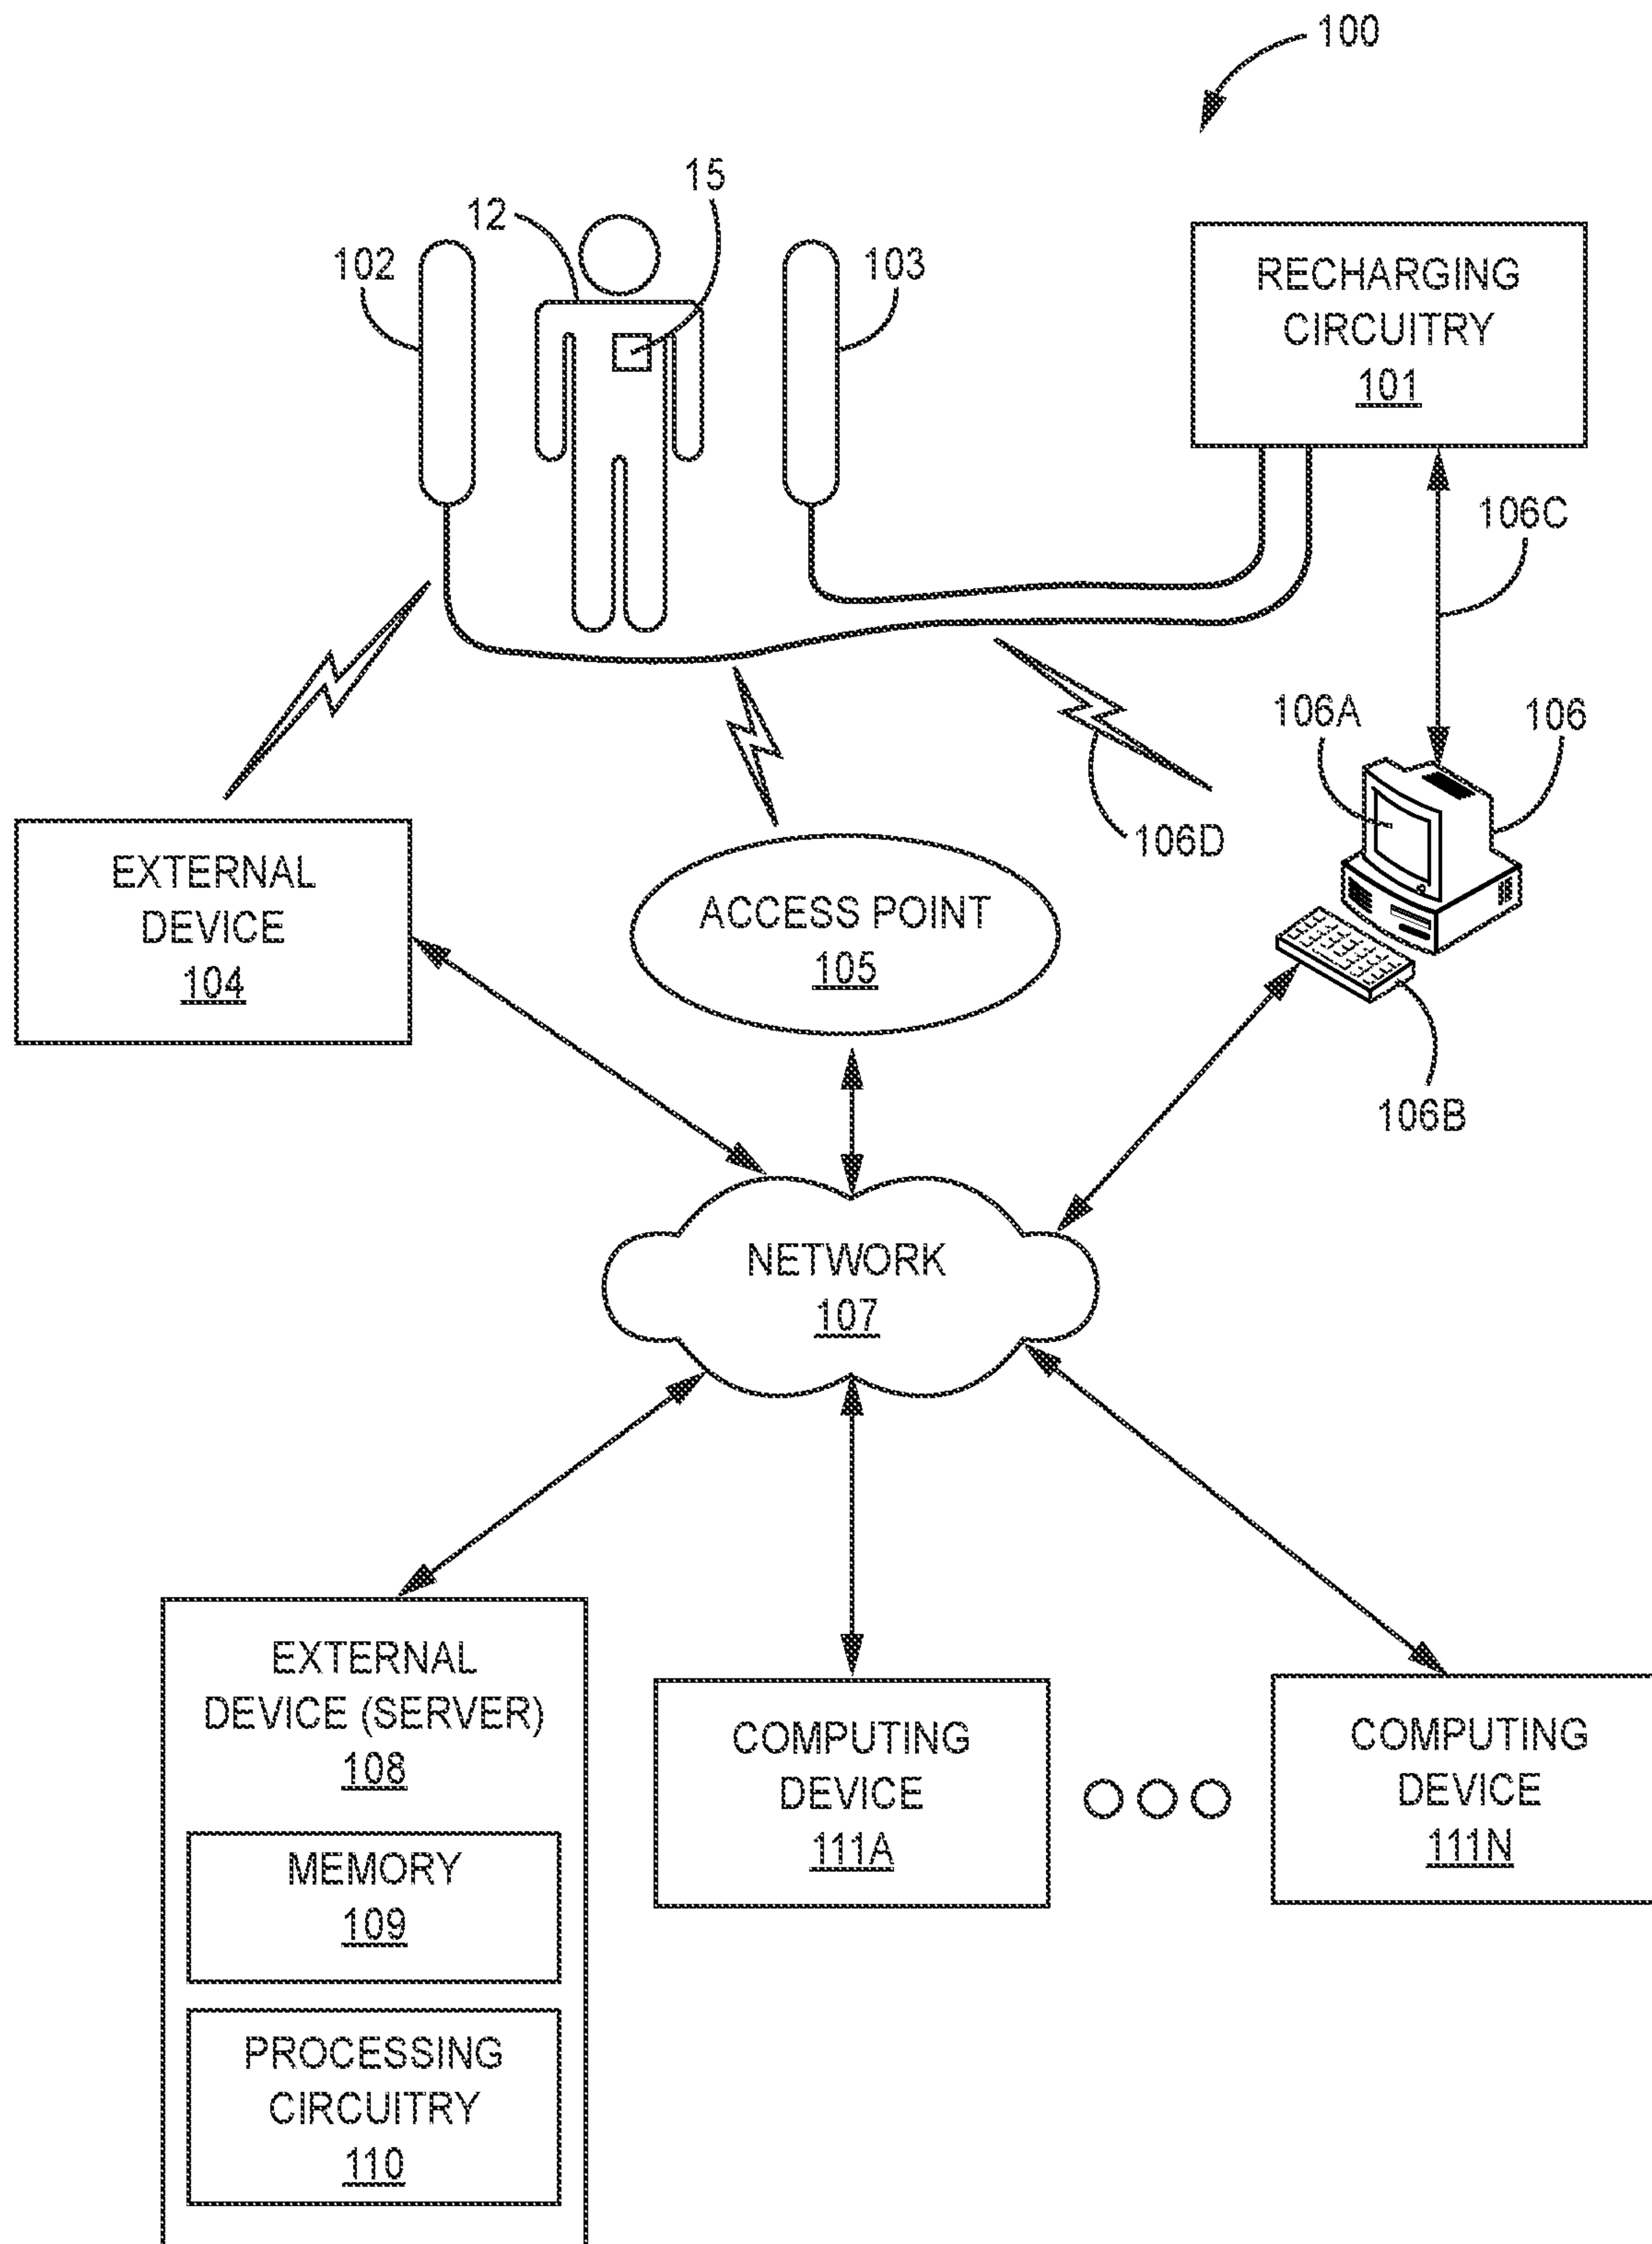 100
15
12
102
103
RECHARGING
CIRCUITRY
101
106C
106A
106
106D
EXTERNAL
DEVICE
104
ACCESS POINT
105
106B
NETWORK
107
EXTERNAL
DEVICE (SERVER)
108
MEMORY
109
PROCESSING
CIRCUITRY
110
COMPUTING
DEVICE
111A
COMPUTING
DEVICE
111N